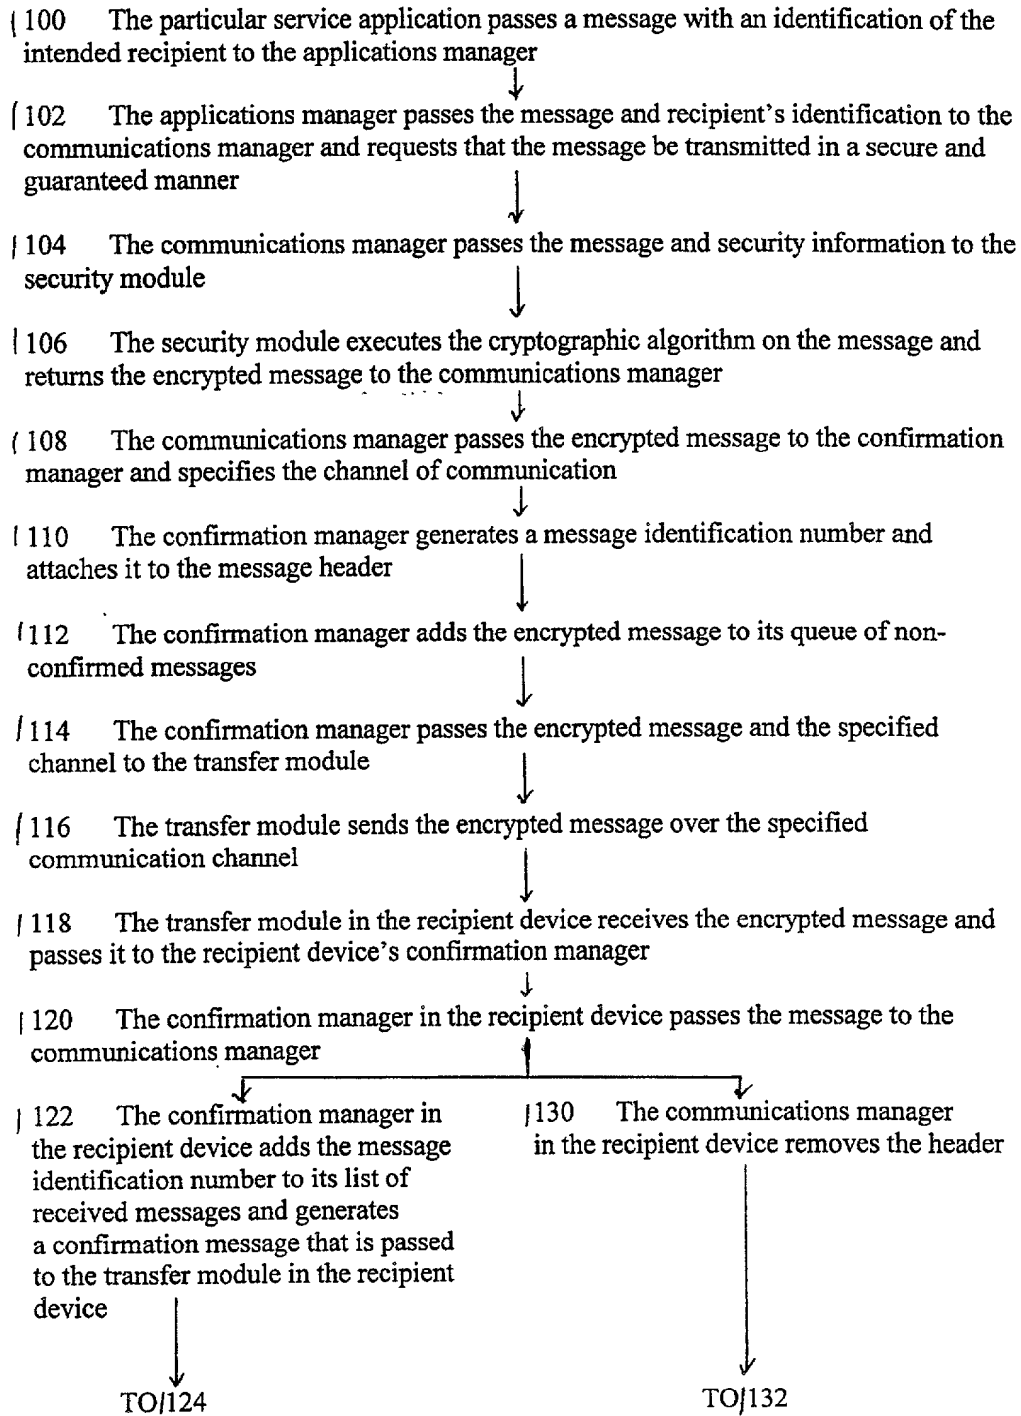 100 The particular service application passes a message with an identification of the
intended recipient to the applications manager
102 The applications manager passes the message and recipient's identification to the
communications manager and requests that the message be transmitted in a secure and
guaranteed manner
104 The communications manager passes the message and security information to the
security module
106 The security module executes the cryptographic algorithm on the message and
returns the encrypted message to the communications manager
108 The communications manager passes the encrypted message to the confirmation
manager and specifies the channel of communication
110 The confirmation manager generates a message identification number and
attaches it to the message header
112 The confirmation manager adds the encrypted message to its queue of non-
confirmed messages
114 The confirmation manager passes the encrypted message and the specified
channel to the transfer module
116 The transfer module sends the encrypted message over the specified
communication channel
118 The transfer module in the recipient device receives the encrypted message and
passes it to the recipient device's confirmation manager
120 The confirmation manager in the recipient device passes the message to the
communications manager
122 The confirmation manager in
the recipient device adds the message
identification number to its list of
received messages and generates
a confirmation message that is passed
to the transfer module in the recipient
device
TO/124
130 The communications manager
in the recipient device removes the header
TO/132